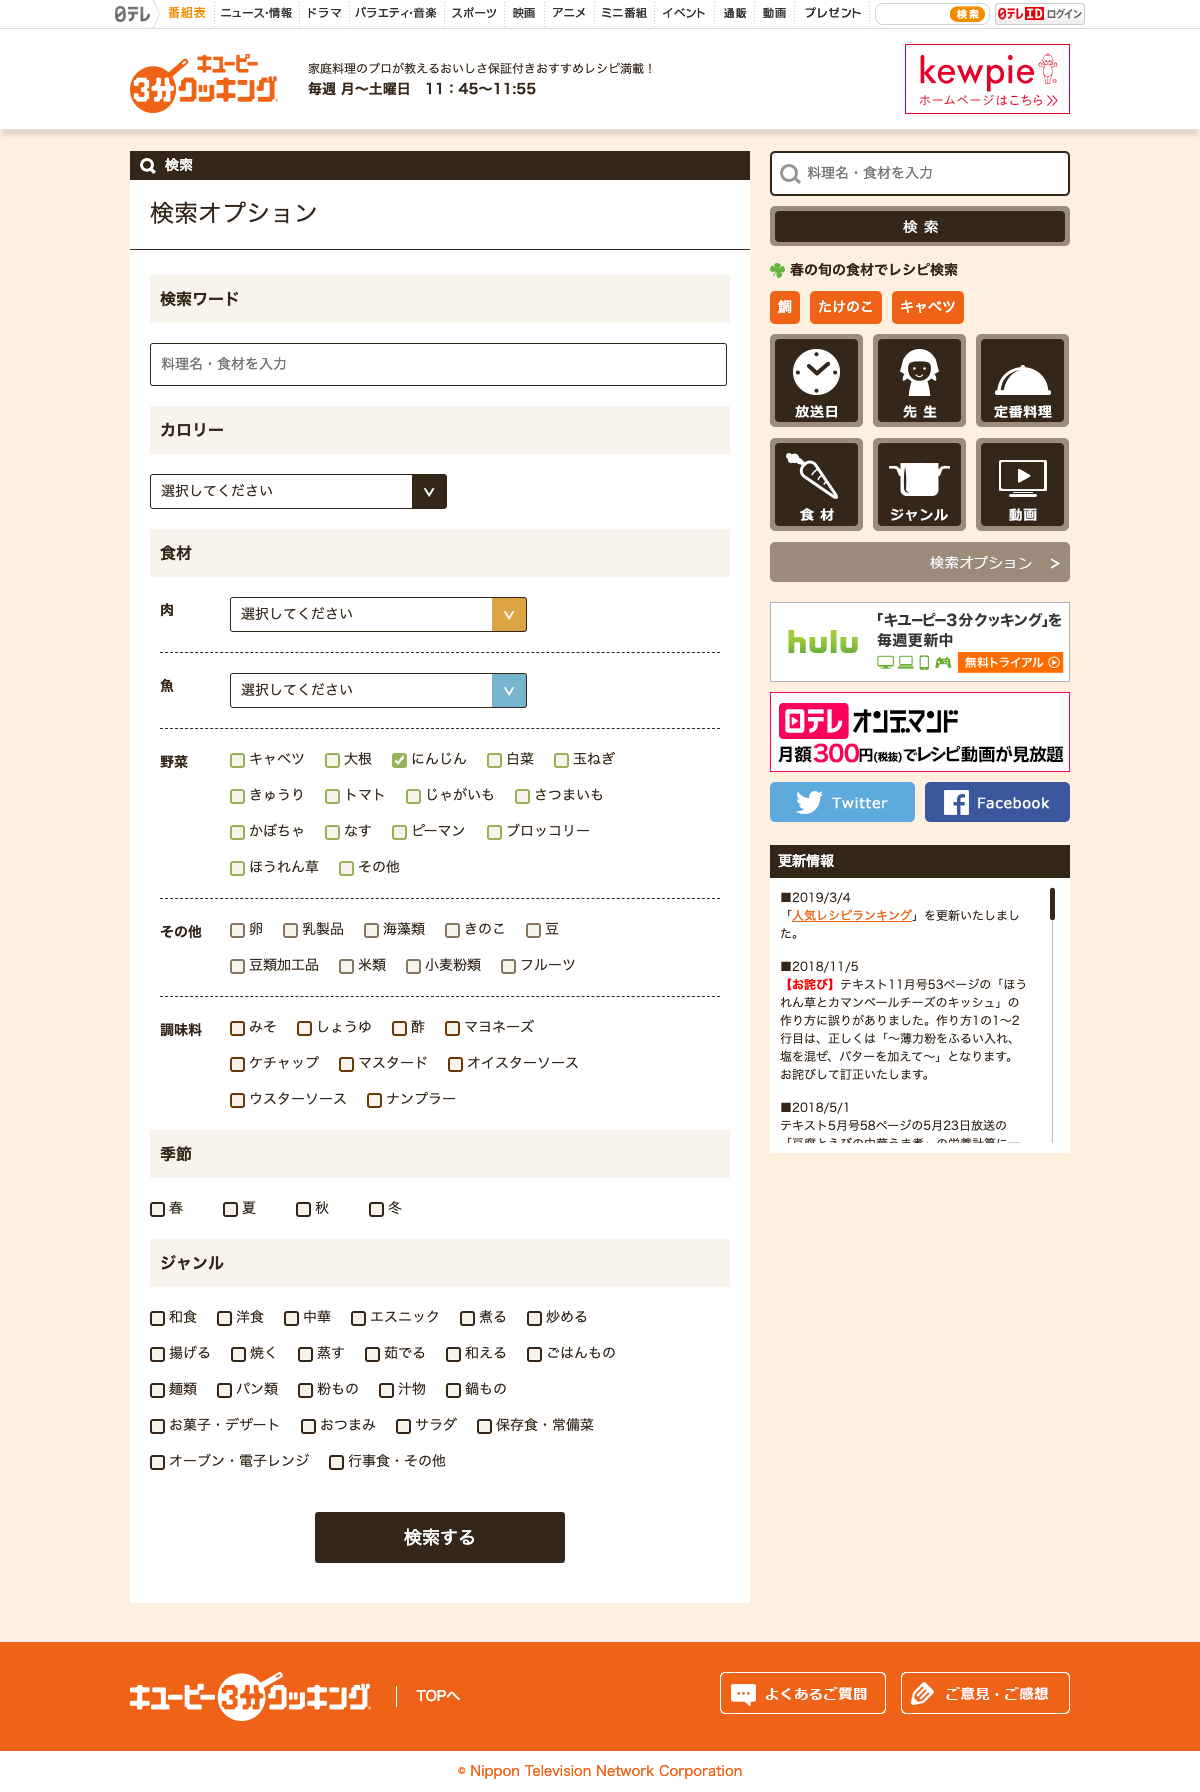 日テレ 番組表 ニュース・情報 ドラマ バラエティ・音楽 スポーツ 映画 アニメ ミニ番組 イベント 通販 動画 プレゼント 検索 日テレID ログイン
キユーピー 3分クッキング
家庭料理のプロが教えるおいしさ保証付きおすすめレシピ満載！
毎週 月〜土曜日 11：45〜11:55
kewpie
ホームページはこちら
検索
検索オプション
検索ワード
料理名・食材を入力
カロリー
選択してください
食材
肉 選択してください
魚 選択してください
野菜 キャベツ 大根 にんじん 白菜 玉ねぎ
きゅうり トマト じゃがいも さつまいも
かぼちゃ なす ピーマン ブロッコリー
ほうれん草 その他
その他 卵 乳製品 海藻類 きのこ 豆
豆類加工品 米類 小麦粉類 フルーツ
調味料 みそ しょうゆ 酢 マヨネーズ
ケチャップ マスタード オイスターソース
ウスターソース ナンプラー
季節
春 夏 秋 冬
ジャンル
和食 洋食 中華 エスニック 煮る 炒める
揚げる 焼く 蒸す 茹でる 和える ごはんもの
麺類 パン類 粉もの 汁物 鍋もの
お菓子・デザート おつまみ サラダ 保存食・常備菜
オーブン・電子レンジ 行事食・その他
検索する
料理名・食材を入力
検 索
春の旬の食材でレシピ検索
鯛 たけのこ キャベツ
放送日 先 生 定番料理
食 材 ジャンル 動画
検索オプション >
hulu
「キユーピー３分クッキング」を
毎週更新中
無料トライアル
日テレ オンデマンド
月額300円(税抜)でレシピ動画が見放題
Twitter Facebook
更新情報
■2019/3/4
「人気レシピランキング」を更新いたしまし
た。
■2018/11/5
【お詫び】テキスト11月号53ページの「ほう
れん草とカマンベールチーズのキッシュ」の
作り方に誤りがありました。作り方1の1〜2
行目は、正しくは「〜薄力粉をふるい入れ、
塩を混ぜ、バターを加えて〜」となります。
お詫びして訂正いたします。
■2018/5/1
テキスト5月号58ページの5月23日放送の
「豆腐とえびの中華うま煮」の栄養計算に一
キユーピー3分クッキング
TOPへ
よくあるご質問 ご意見・ご感想
© Nippon Television Network Corporation